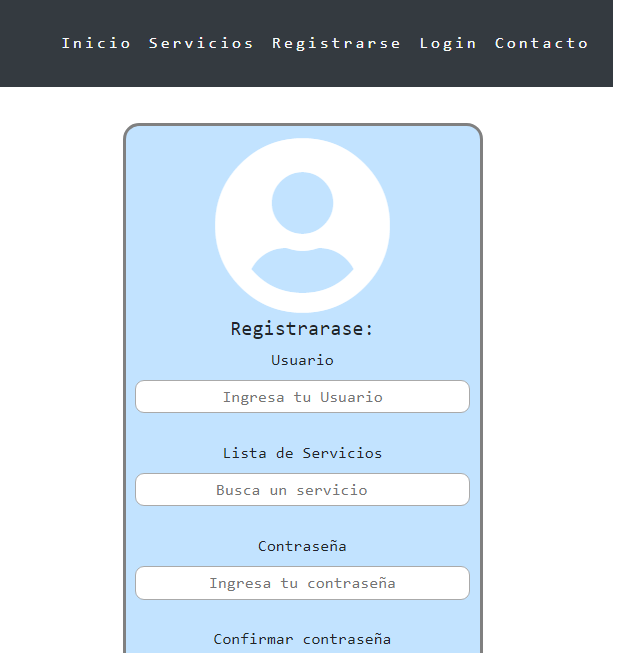 Inicio Servicios Registrarse Login Contacto
Registrarase:
Usuario
Ingresa tu Usuario
Lista de Servicios
Busca un servicio
Contraseña
Ingresa tu contraseña
Confirmar contraseña